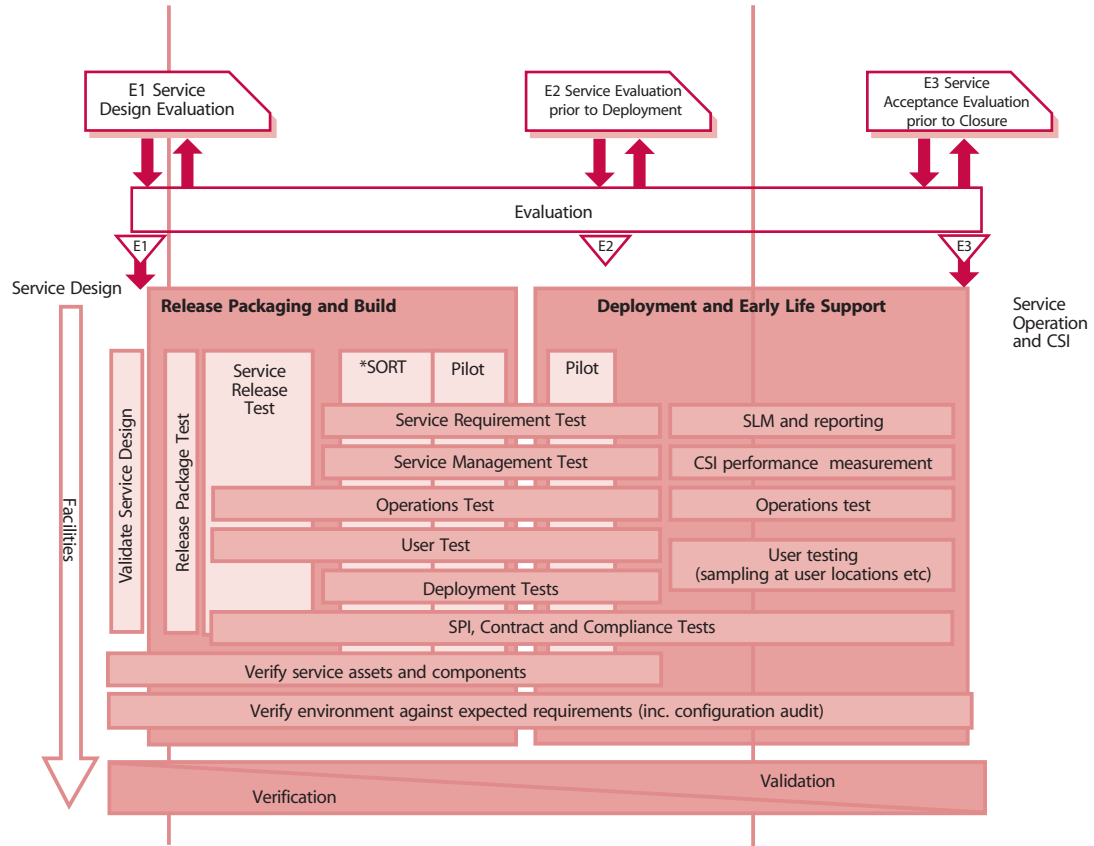 E1 Service
Design Evaluation
E2 Service Evaluation
prior to Deployment
E3 Service
Acceptance Evaluation
prior to Closure
Evaluation
E1
E2
E3
Service Design
Release Packaging and Build
Deployment and Early Life Support
Service
Operation
and CSI
Facilities
Validate Service Design
Release Package Test
Service
Release
Test
*SORT
Pilot
Pilot
Service Requirement Test
SLM and reporting
Service Management Test
CSI performance measurement
Operations Test
Operations test
User Test
User testing
(sampling at user locations etc)
Deployment Tests
SPI, Contract and Compliance Tests
Verify service assets and components
Verify environment against expected requirements (inc. configuration audit)
Validation
Verification